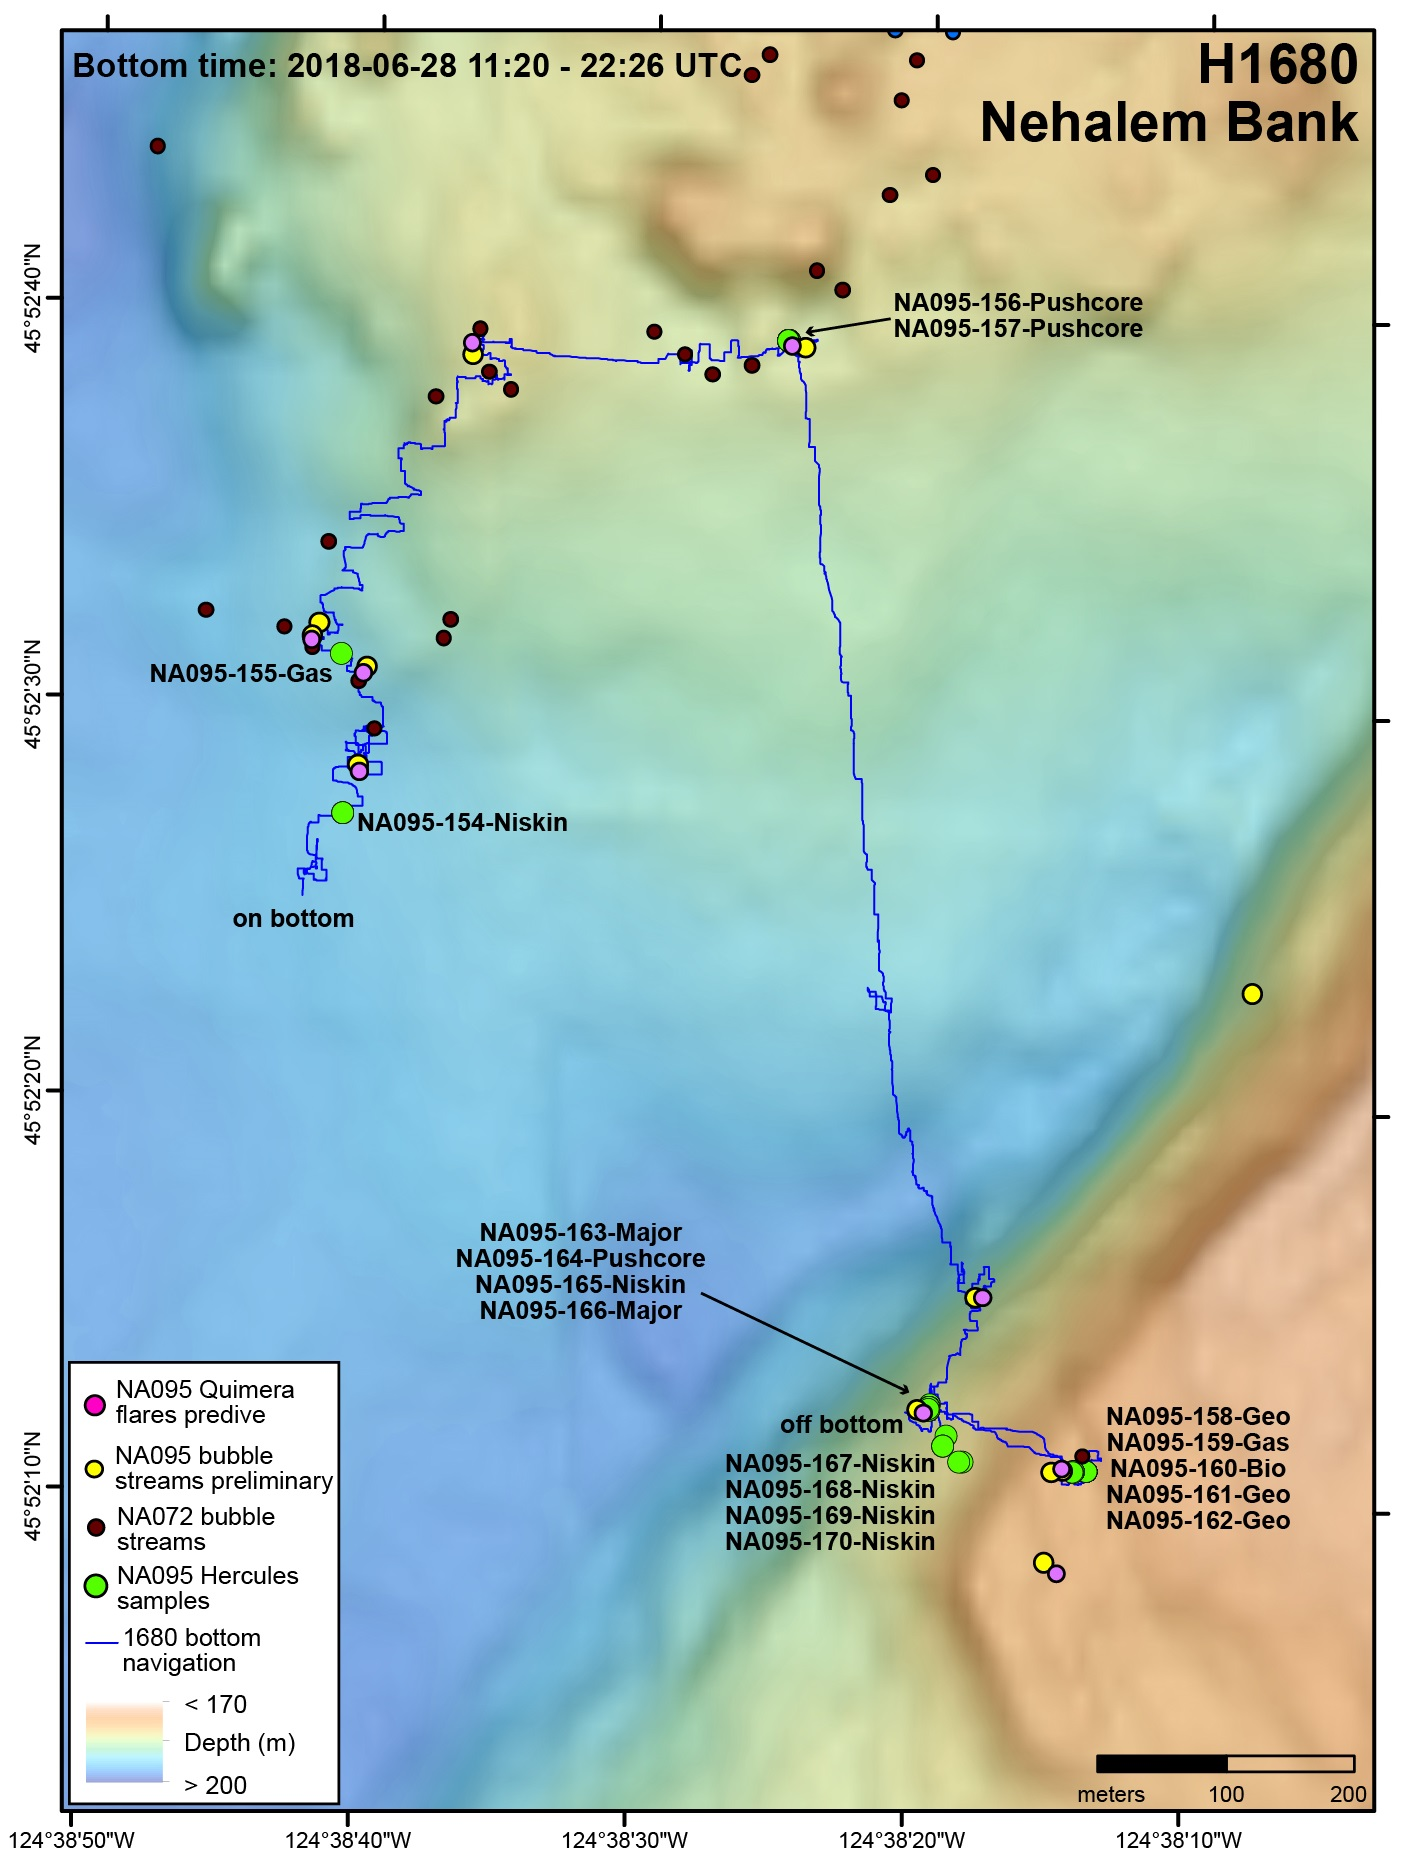 Bottom time: 2018-06-28 11:20 - 22:26 UTC
H1680
Nehalem Bank
45°52'40"N
NA095-156-Pushcore
NA095-157-Pushcore
45°52'30"N
NA095-155-Gas
NA095-154-Niskin
on bottom
45°52'20"N
NA095-163-Major
NA095-164-Pushcore
NA095-165-Niskin
NA095-166-Major
off bottom
45°52'10"N
NA095-158-Geo
NA095-159-Gas
NA095-160-Bio
NA095-161-Geo
NA095-162-Geo
NA095-167-Niskin
NA095-168-Niskin
NA095-169-Niskin
NA095-170-Niskin
NA095 Quimera
flares predive
NA095 bubble
streams preliminary
NA072 bubble
streams
NA095 Hercules
samples
1680 bottom
navigation
< 170
Depth (m)
> 200
meters 100 200
124°38'50"W 124°38'40"W 124°38'30"W 124°38'20"W 124°38'10"W